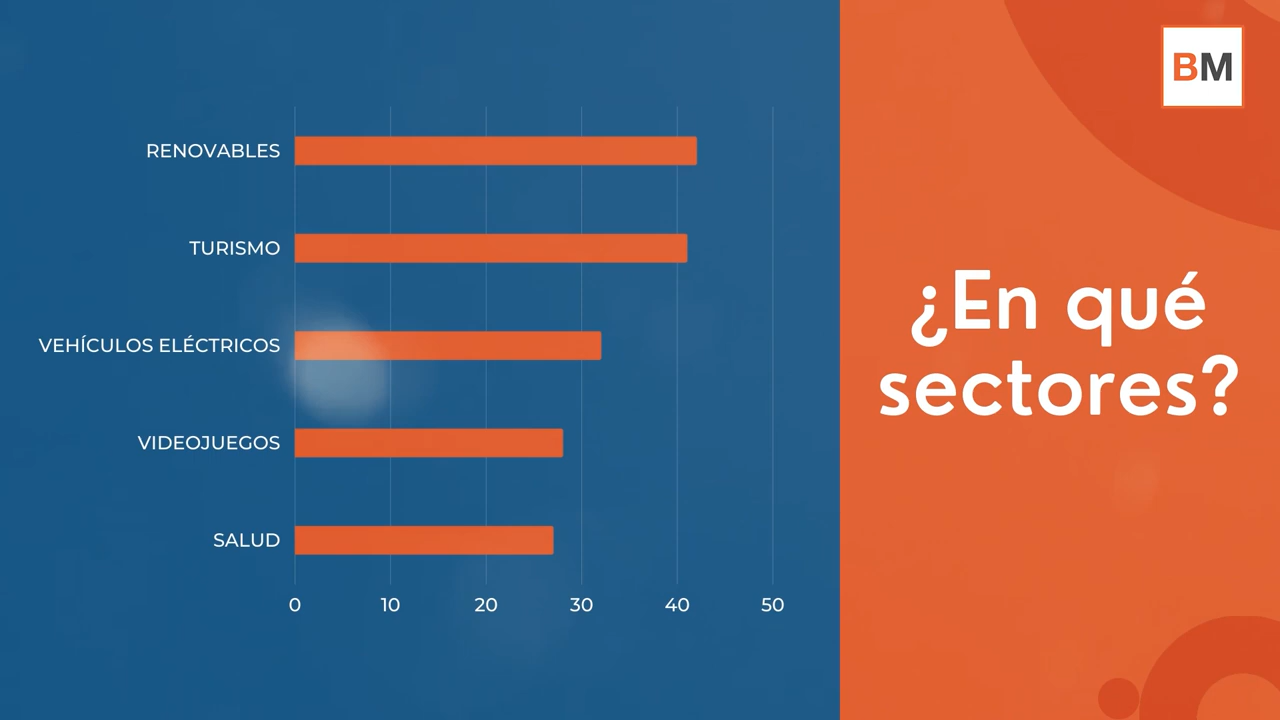 BM
RENOVABLES
TURISMO
VEHÍCULOS ELÉCTRICOS
VIDEOJUEGOS
SALUD
0 10 20 30 40 50
¿En qué
sectores?